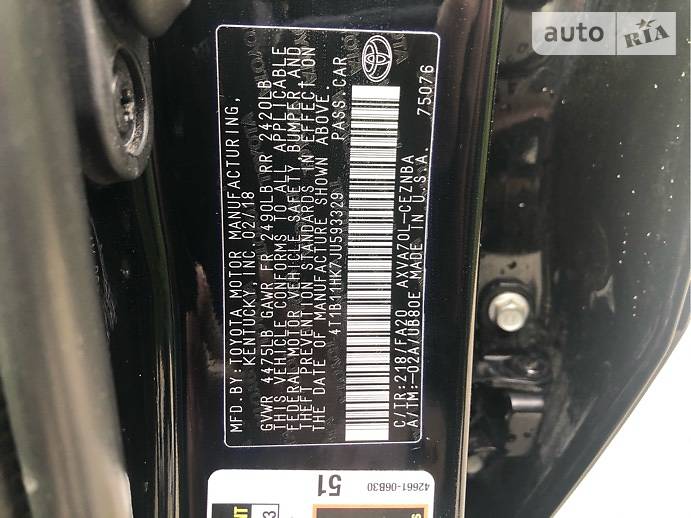 MFD.BY:TOYOTA MOTOR MANUFACTURING,
KENTUCKY, INC. 02/18
GVWR 4475LB GAWR FR 2490LB RR 2420LB
THIS VEHICLE CONFORMS TO ALL APPLICABLE
FEDERAL MOTOR VEHICLE SAFETY BUMPER, AND
THEFT PREVENTION STANDARDS IN EFFECT ON
THE DATE OF MANUFACTURE SHOWN ABOVE.
4T1B11HK7JU593329 PASS.CAR
C/TR:218/FA20 AXVA70L-CEZNBA
A/TM:-02A/UB80E MADE IN U.S.A. 75076
51
42661-06B30
auto RIA